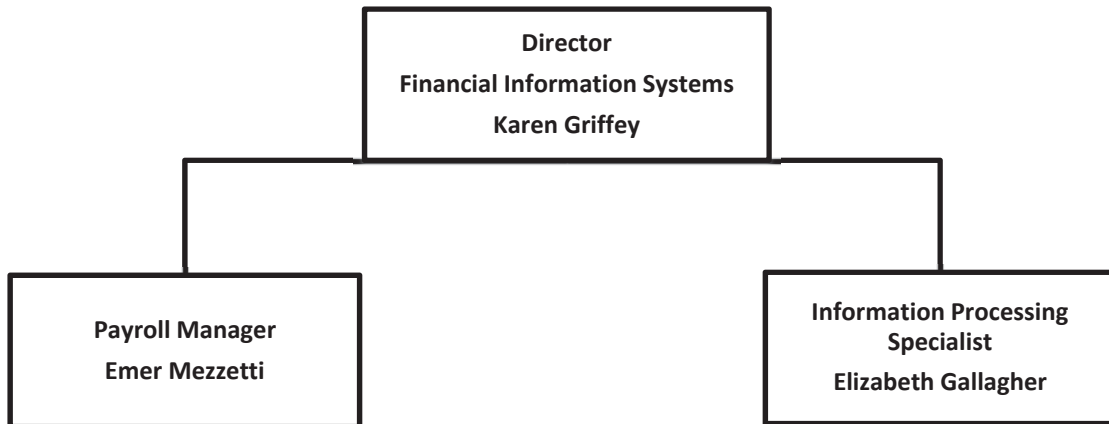 Director
Financial Information Systems
Karen Griffey
Payroll Manager
Emer Mezzetti
Information Processing
Specialist
Elizabeth Gallagher